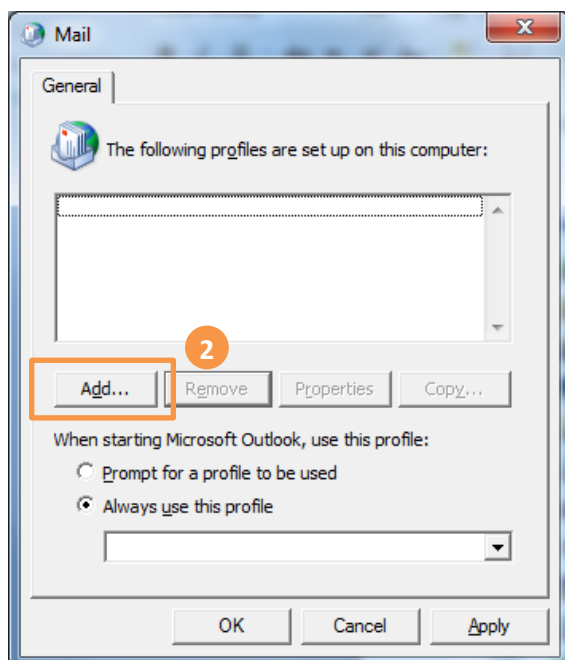 Mail
General
The following profiles are set up on this computer:
2
Add... Remove Properties Copy...
When starting Microsoft Outlook, use this profile:
Prompt for a profile to be used
Always use this profile
OK Cancel Apply